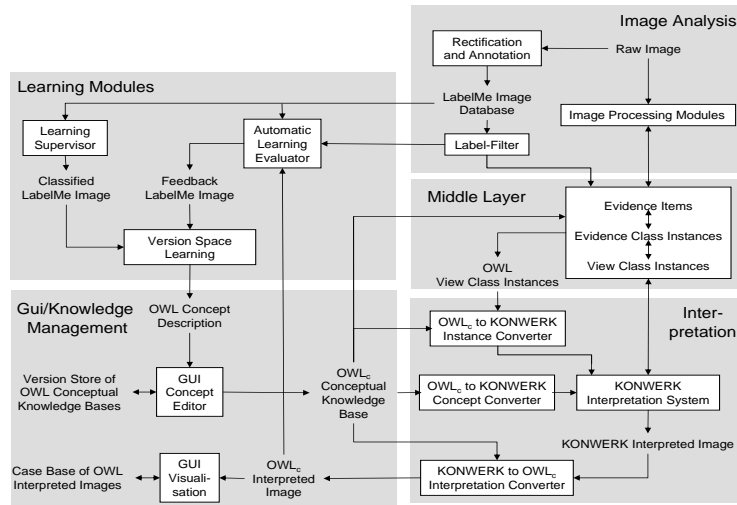 Image Analysis
Rectification
and Annotation
Raw Image
LabelMe Image
Database
Image Processing Modules
Label-Filter
Learning Modules
Learning
Supervisor
Automatic
Learning
Evaluator
Classified
LabelMe Image
Feedback
LabelMe Image
Version Space
Learning
Middle Layer
Evidence Items
Evidence Class Instances
View Class Instances
OWL
View Class Instances
Gui/Knowledge
Management
OWL Concept
Description
Version Store of
OWL Conceptual
Knowledge Bases
GUI
Concept
Editor
OWLc
Conceptual
Knowledge
Base
Case Base of OWL
Interpreted Images
GUI
Visuali-
sation
OWLc
Interpreted
Image
Inter-
pretation
OWLc to KONWERK
Instance Converter
OWLc to KONWERK
Concept Converter
KONWERK
Interpretation System
KONWERK Interpreted Image
KONWERK to OWLc
Interpretation Converter